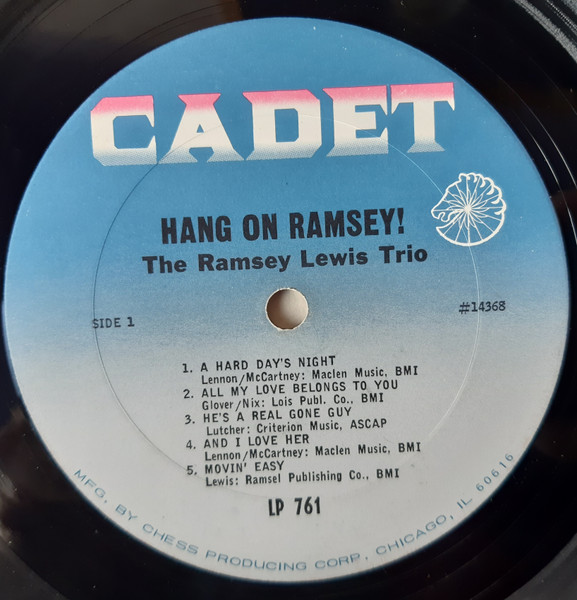 CADET
HANG ON RAMSEY!
The Ramsey Lewis Trio
SIDE 1
#14368
1. A HARD DAY'S NIGHT
Lennon/McCartney: Maclen Music, BMI
2. ALL MY LOVE BELONGS TO YOU
Glover/Nix: Lois Publ. Co., BMI
3. HE'S A REAL GONE GUY
Lutcher: Criterion Music, ASCAP
4. AND I LOVE HER
Lennon/McCartney: Maclen Music, BMI
5. MOVIN' EASY
Lewis: Ramsel Publishing Co., BMI
LP 761
MFG. BY CHESS PRODUCING CORP., CHICAGO, IL 60616